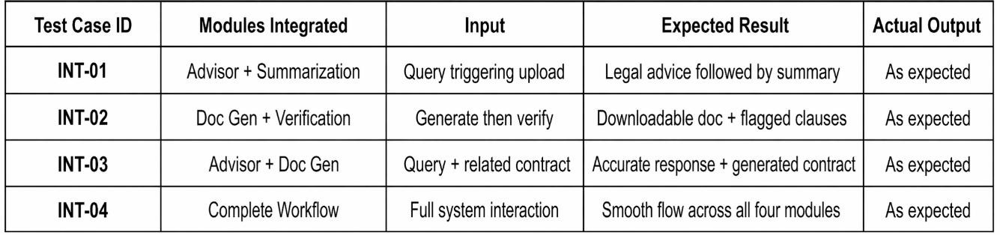 Test Case ID Modules Integrated Input Expected Result Actual Output
INT-01 Advisor + Summarization Query triggering upload Legal advice followed by summary As expected
INT-02 Doc Gen + Verification Generate then verify Downloadable doc + flagged clauses As expected
INT-03 Advisor + Doc Gen Query + related contract Accurate response + generated contract As expected
INT-04 Complete Workflow Full system interaction Smooth flow across all four modules As expected